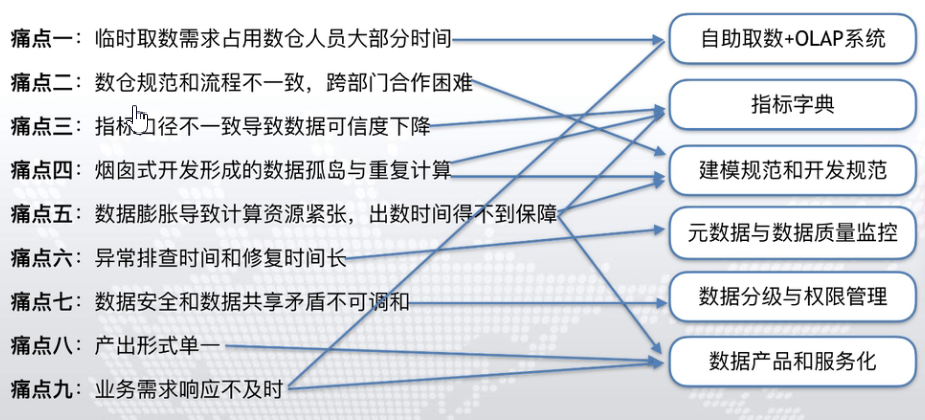 痛点一：临时取数需求占用数仓人员大部分时间
自助取数+OLAP系统
痛点二：数仓规范和流程不一致，跨部门合作困难
指标字典
痛点三：指标口径不一致导致数据可信度下降
痛点四：烟囱式开发形成的数据孤岛与重复计算
建模规范和开发规范
痛点五：数据膨胀导致计算资源紧张，出数时间得不到保障
元数据与数据质量监控
痛点六：异常排查时间和修复时间长
数据分级与权限管理
痛点七：数据安全和数据共享矛盾不可调和
痛点八：产出形式单一
数据产品和服务化
痛点九：业务需求响应不及时